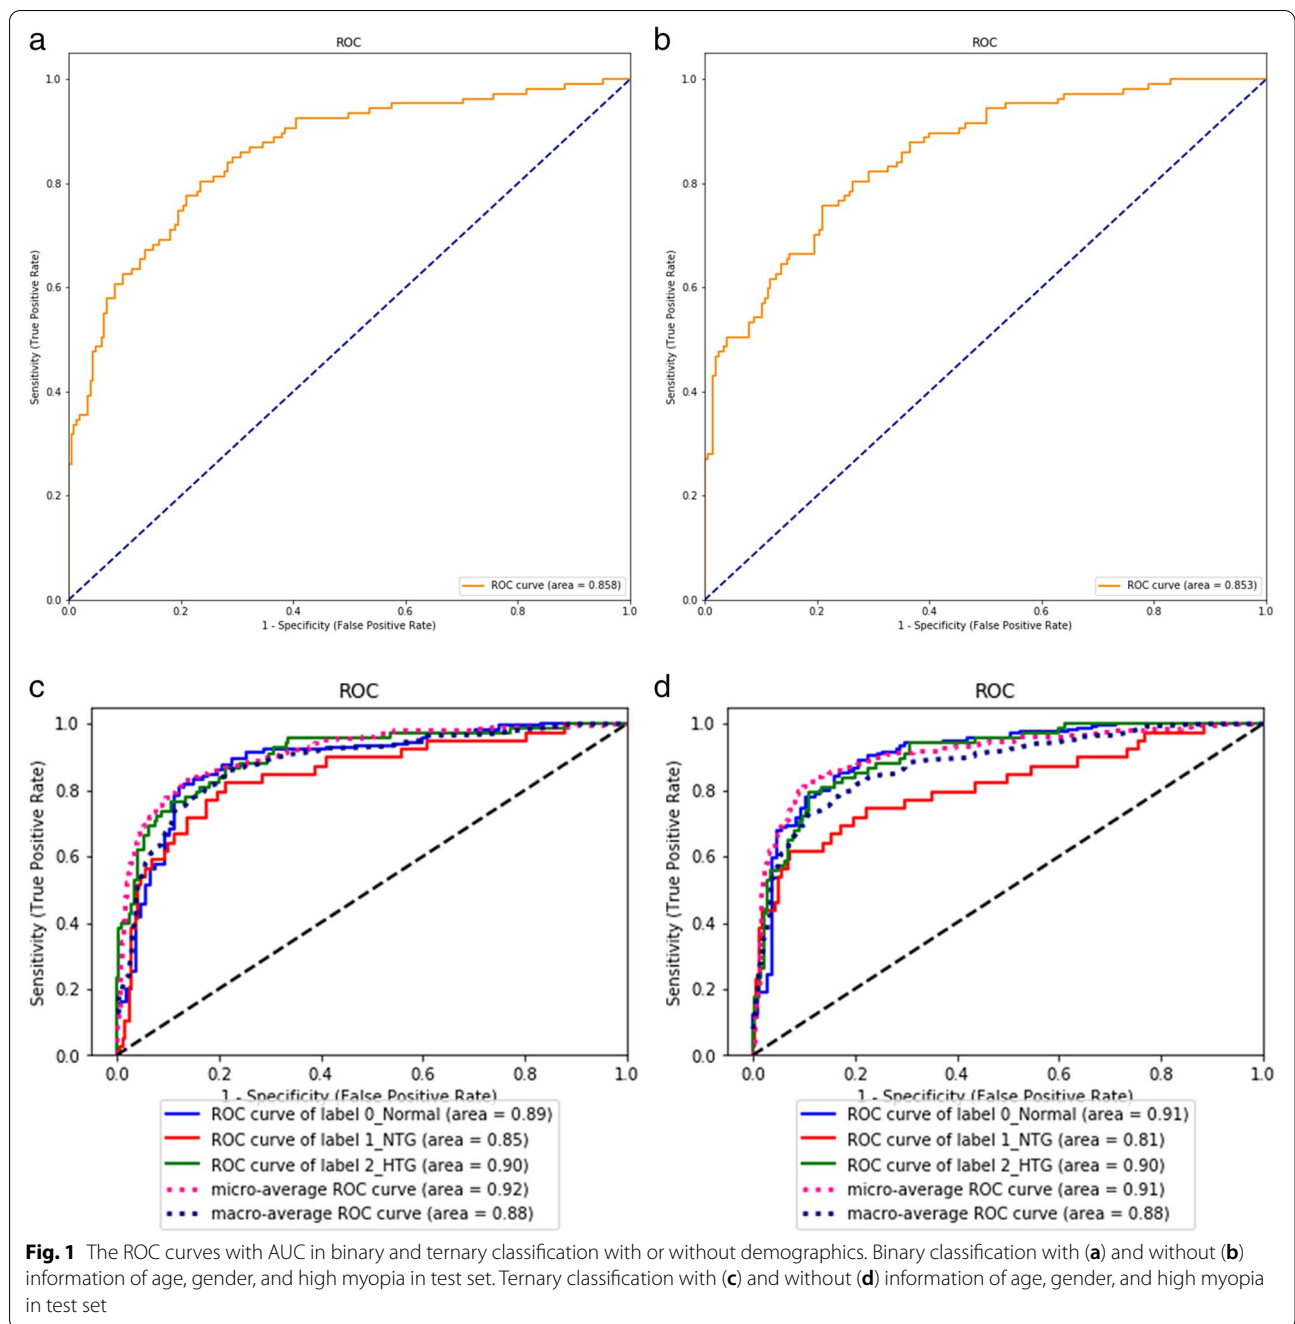 a
ROC
1.0
0.8
0.6
0.4
0.2
0.0
Sensitivity (True Positive Rate)
ROC curve (area = 0.858)
0.0 0.2 0.4 0.6 0.8 1.0
1 - Specificity (False Positive Rate)
b
ROC
1.0
0.8
0.6
0.4
0.2
0.0
Sensitivity (True Positive Rate)
ROC curve (area = 0.853)
0.0 0.2 0.4 0.6 0.8 1.0
1 - Specificity (False Positive Rate)
c
ROC
1.0
0.8
0.6
0.4
0.2
0.0
Sensitivity (True Positive Rate)
0.0 0.2 0.4 0.6 0.8 1.0
1 - Specificity (False Positive Rate)
ROC curve of label 0_Normal (area = 0.89)
ROC curve of label 1_NTG (area = 0.85)
ROC curve of label 2_HTG (area = 0.90)
micro-average ROC curve (area = 0.92)
macro-average ROC curve (area = 0.88)
d
ROC
1.0
0.8
0.6
0.4
0.2
0.0
Sensitivity (True Positive Rate)
0.0 0.2 0.4 0.6 0.8 1.0
1 - Specificity (False Positive Rate)
ROC curve of label 0_Normal (area = 0.91)
ROC curve of label 1_NTG (area = 0.81)
ROC curve of label 2_HTG (area = 0.90)
micro-average ROC curve (area = 0.91)
macro-average ROC curve (area = 0.88)
Fig. 1 The ROC curves with AUC in binary and ternary classification with or without demographics. Binary classification with (a) and without (b)
information of age, gender, and high myopia in test set. Ternary classification with (c) and without (d) information of age, gender, and high myopia
in test set